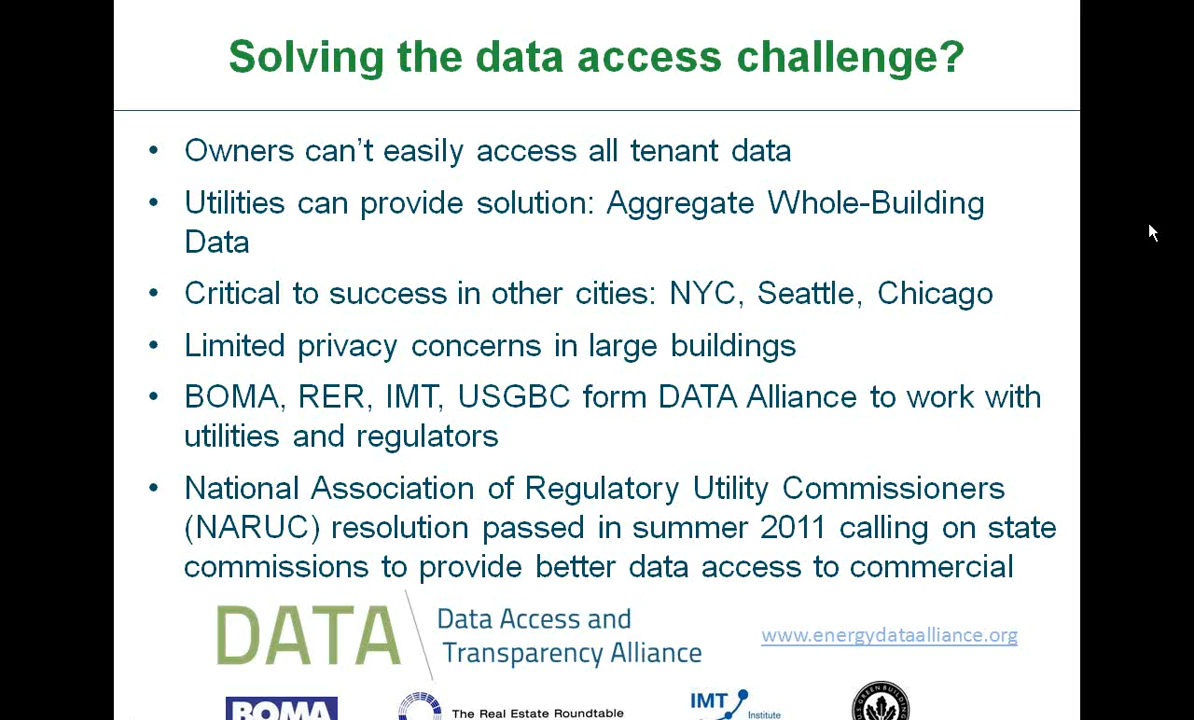 Solving the data access challenge?
• Owners can't easily access all tenant data
• Utilities can provide solution: Aggregate Whole-Building
Data
• Critical to success in other cities: NYC, Seattle, Chicago
• Limited privacy concerns in large buildings
• BOMA, RER, IMT, USGBC form DATA Alliance to work with
utilities and regulators
• National Association of Regulatory Utility Commissioners
(NARUC) resolution passed in summer 2011 calling on state
commissions to provide better data access to commercial
DATA
Data Access and
Transparency Alliance
www.energydataalliance.org
BOMA
The Real Estate Roundtable
IMT
Institute
GREEN BUILDING